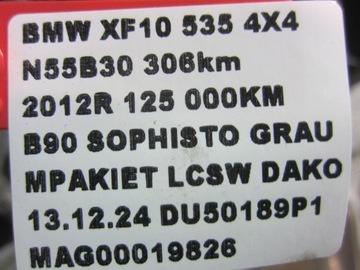 BMW XF10 535 4X4
N55B30 306km
2012R 125 000KM
B90 SOPHISTO GRAU
MPAKIET LCSW DAKO
13.12.24 DU50189P1
MAG00019826